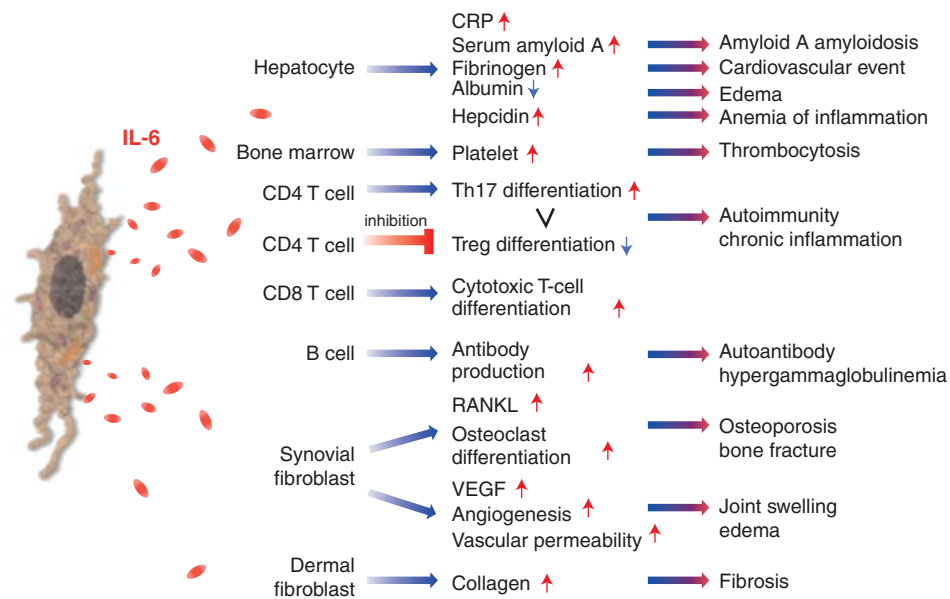 IL-6
Hepatocyte
CRP
Serum amyloid A
Fibrinogen
Albumin
Hepcidin
Amyloid A amyloidosis
Cardiovascular event
Edema
Anemia of inflammation
Bone marrow
Platelet
Thrombocytosis
CD4 T cell
Th17 differentiation
inhibition
CD4 T cell
Treg differentiation
Autoimmunity
chronic inflammation
CD8 T cell
Cytotoxic T-cell
differentiation
B cell
Antibody
production
Autoantibody
hypergammaglobulinemia
Synovial
fibroblast
RANKL
Osteoclast
differentiation
Osteoporosis
bone fracture
VEGF
Angiogenesis
Vascular permeability
Joint swelling
edema
Dermal
fibroblast
Collagen
Fibrosis